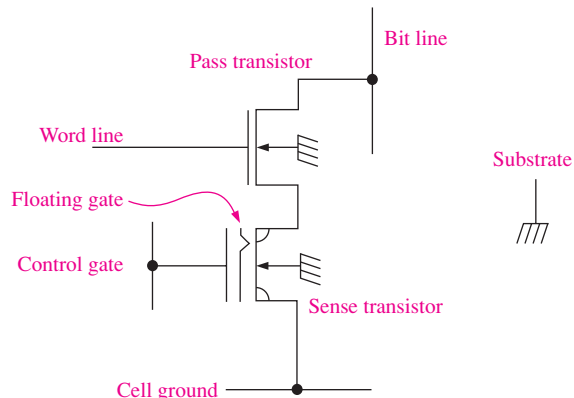 Bit line
Pass transistor
Word line
Substrate
Floating gate
Control gate
Sense transistor
Cell ground